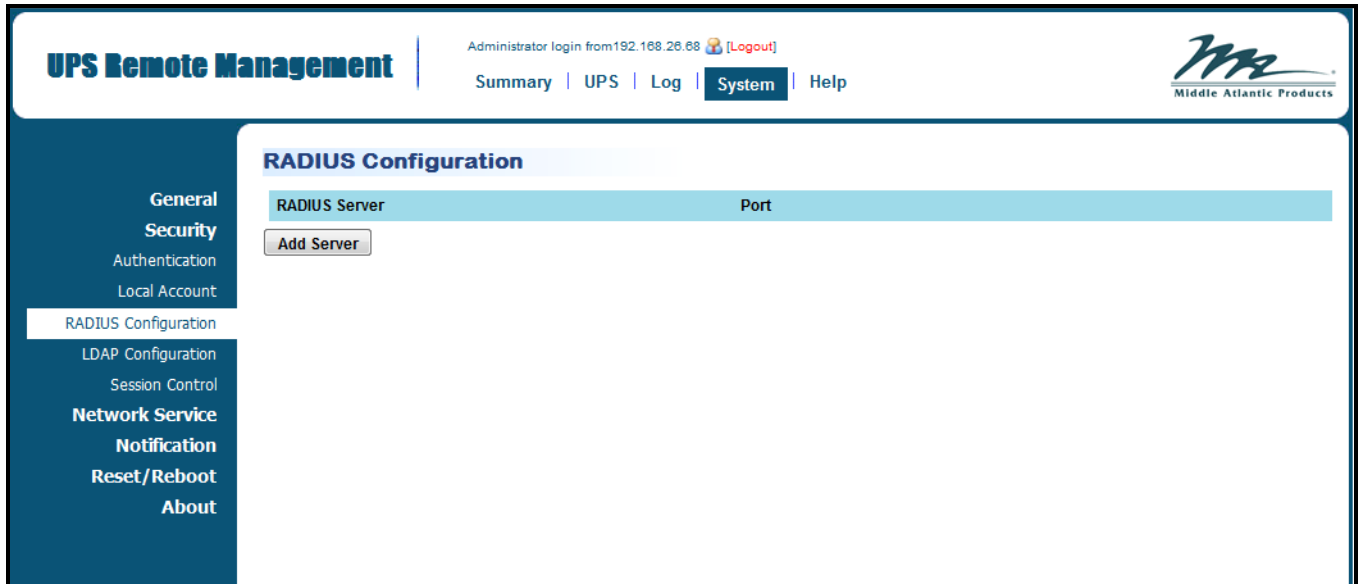 UPS Remote Management
Administrator login from192.168.26.68 [Logout]
Summary | UPS | Log | System | Help
Middle Atlantic Products
RADIUS Configuration
RADIUS Server Port
Add Server
General
Security
Authentication
Local Account
RADIUS Configuration
LDAP Configuration
Session Control
Network Service
Notification
Reset/Reboot
About